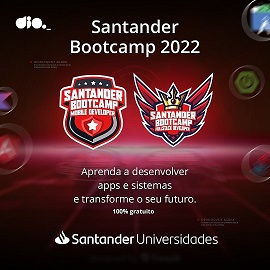 dio._
Santander
Bootcamp 2022
SANTANDER
BOOTCAMP
MOBILE DEVELOPER
SANTANDER
BOOTCAMP
FULLSTACK DEVELOPER
Aprenda a desenvolver
apps e sistemas
e transforme o seu futuro.
100% gratuito
Santander Universidades